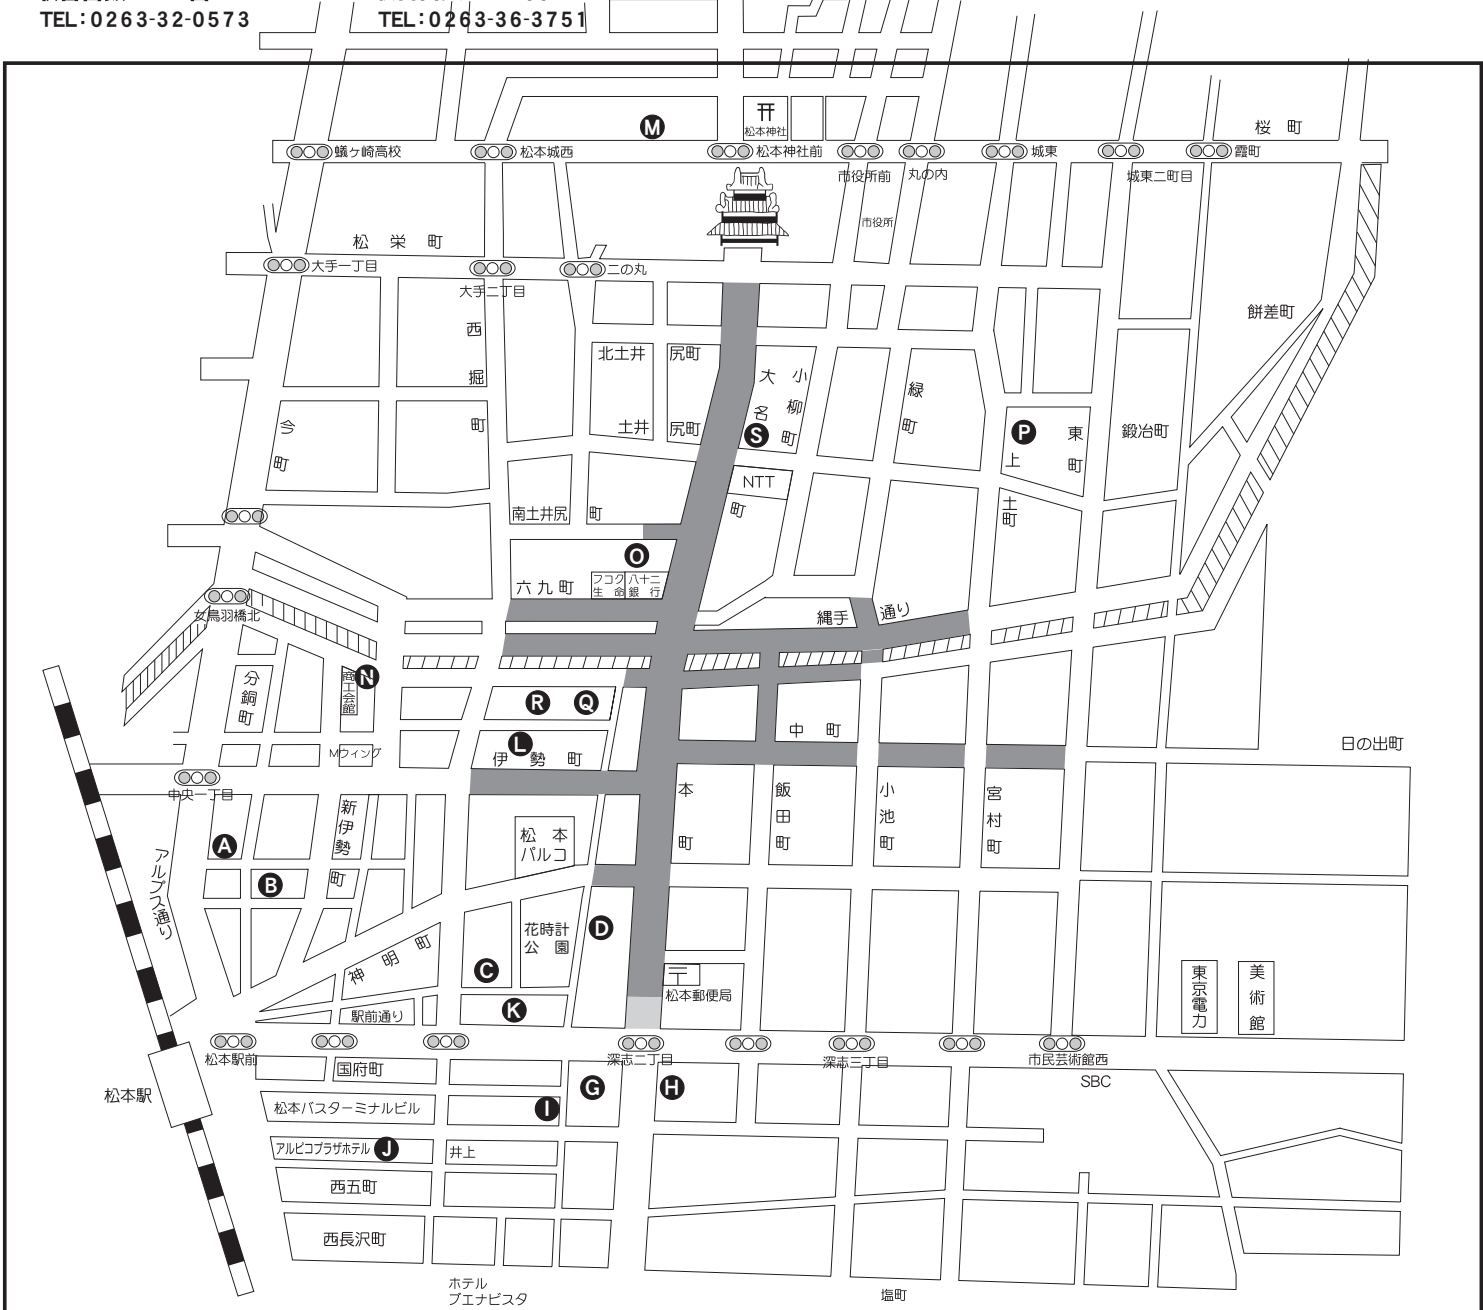 TEL：0263-32-0573
TEL：0263-36-3751
桜町
M
松本神社
蟻ヶ崎高校
松本城西
松本神社前
市役所前
丸の内
城東
城東二町目
霞町
市役所
松栄町
大手一丁目
大手二丁目
二の丸
餅差町
西堀町
北土井
尻町
土井
尻町
大名町
小柳町
S
緑町
P
東町
上土町
鍛冶町
今町
NTT
南土井尻
町
O
六九町
フコク生命
八十二銀行
縄手
通り
女鳥羽橋北
分銅町
商工会館
N
R
Q
L
伊勢町
Mウィング
中町
日の出町
中央一丁目
A
B
新伊勢町
松本
パルコ
本町
飯田町
小池町
宮村町
アルプス通り
花時計
公園
D
C
K
神明町
駅前通り
〒
松本郵便局
東京電力
美術館
松本駅前
深志二丁目
深志三丁目
市民芸術館西
SBC
松本駅
国府町
G
H
松本バスターミナルビル
I
アルピコプラザホテル
J
井上
西五町
西長沢町
ホテル
ブエナビスタ
塩町